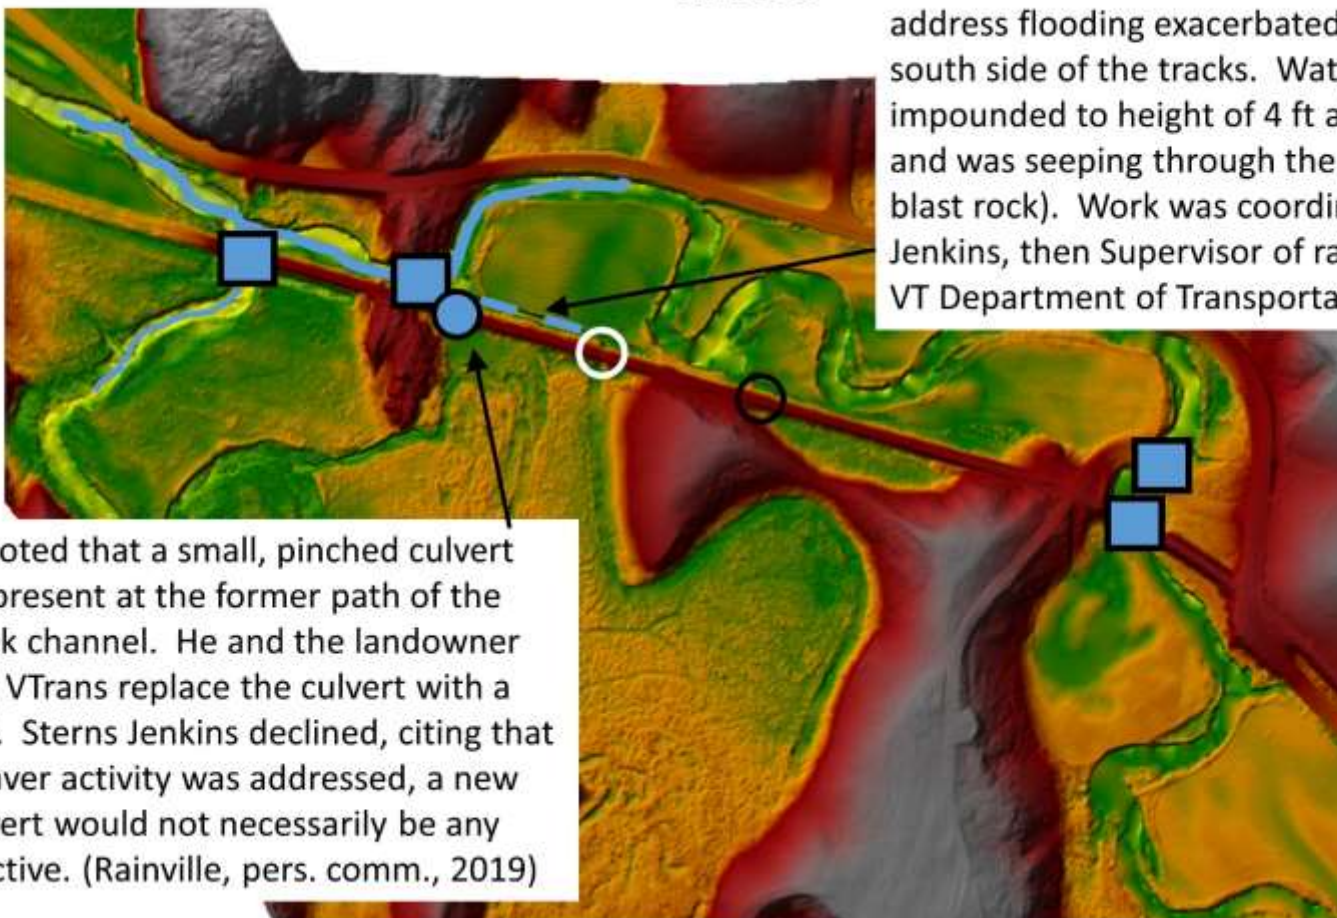 address flooding exacerbated
south side of the tracks. Wat
impounded to height of 4 ft a
and was seeping through the
blast rock). Work was coordi
Jenkins, then Supervisor of ra
VT Department of Transporta
oted that a small, pinched culvert
present at the former path of the
k channel. He and the landowner
VTrans replace the culvert with a
. Sterns Jenkins declined, citing that
ver activity was addressed, a new
ert would not necessarily be any
ctive. (Rainville, pers. comm., 2019)